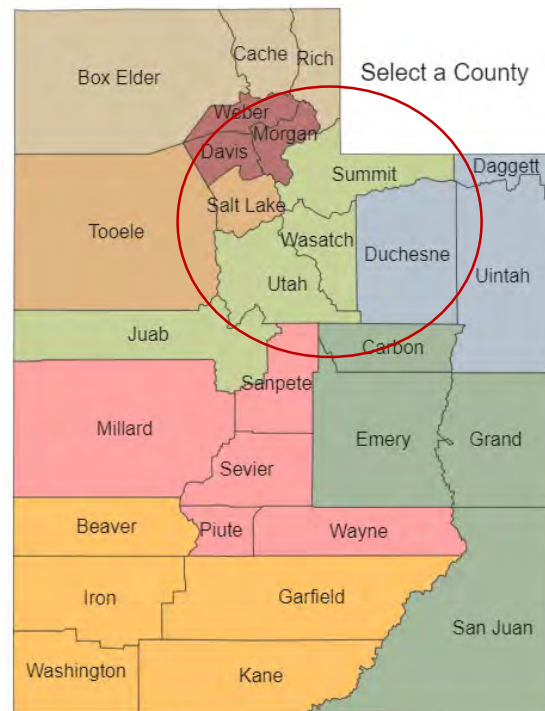 Cache
Rich
Box Elder
Select a County
Weber
Morgan
Davis
Summit
Daggett
Salt Lake
Tooele
Wasatch
Duchesne
Uintah
Utah
Juab
Carbon
Sanpete
Millard
Emery
Grand
Sevier
Beaver
Piute
Wayne
Iron
Garfield
San Juan
Washington
Kane